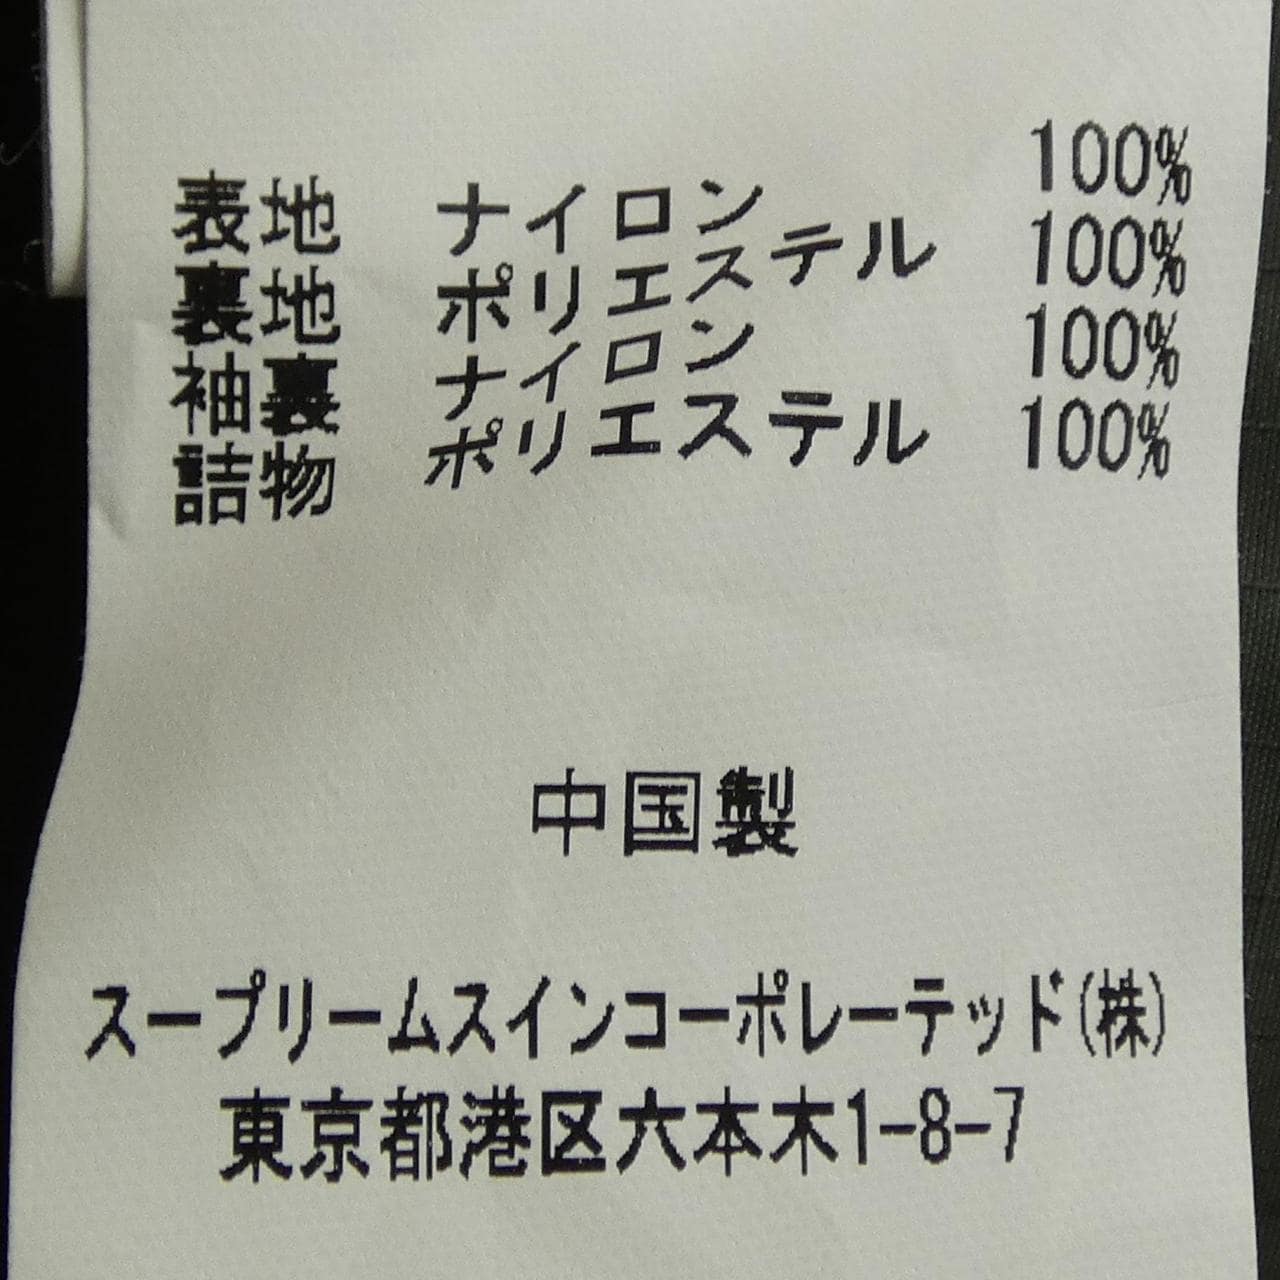 表地 ナイロン 100%
裏地 ポリエステル 100%
袖裏 ナイロン 100%
詰物 ポリエステル 100%
中国製
スープリームスインコーポレーテッド(株)
東京都港区六本木1-8-7